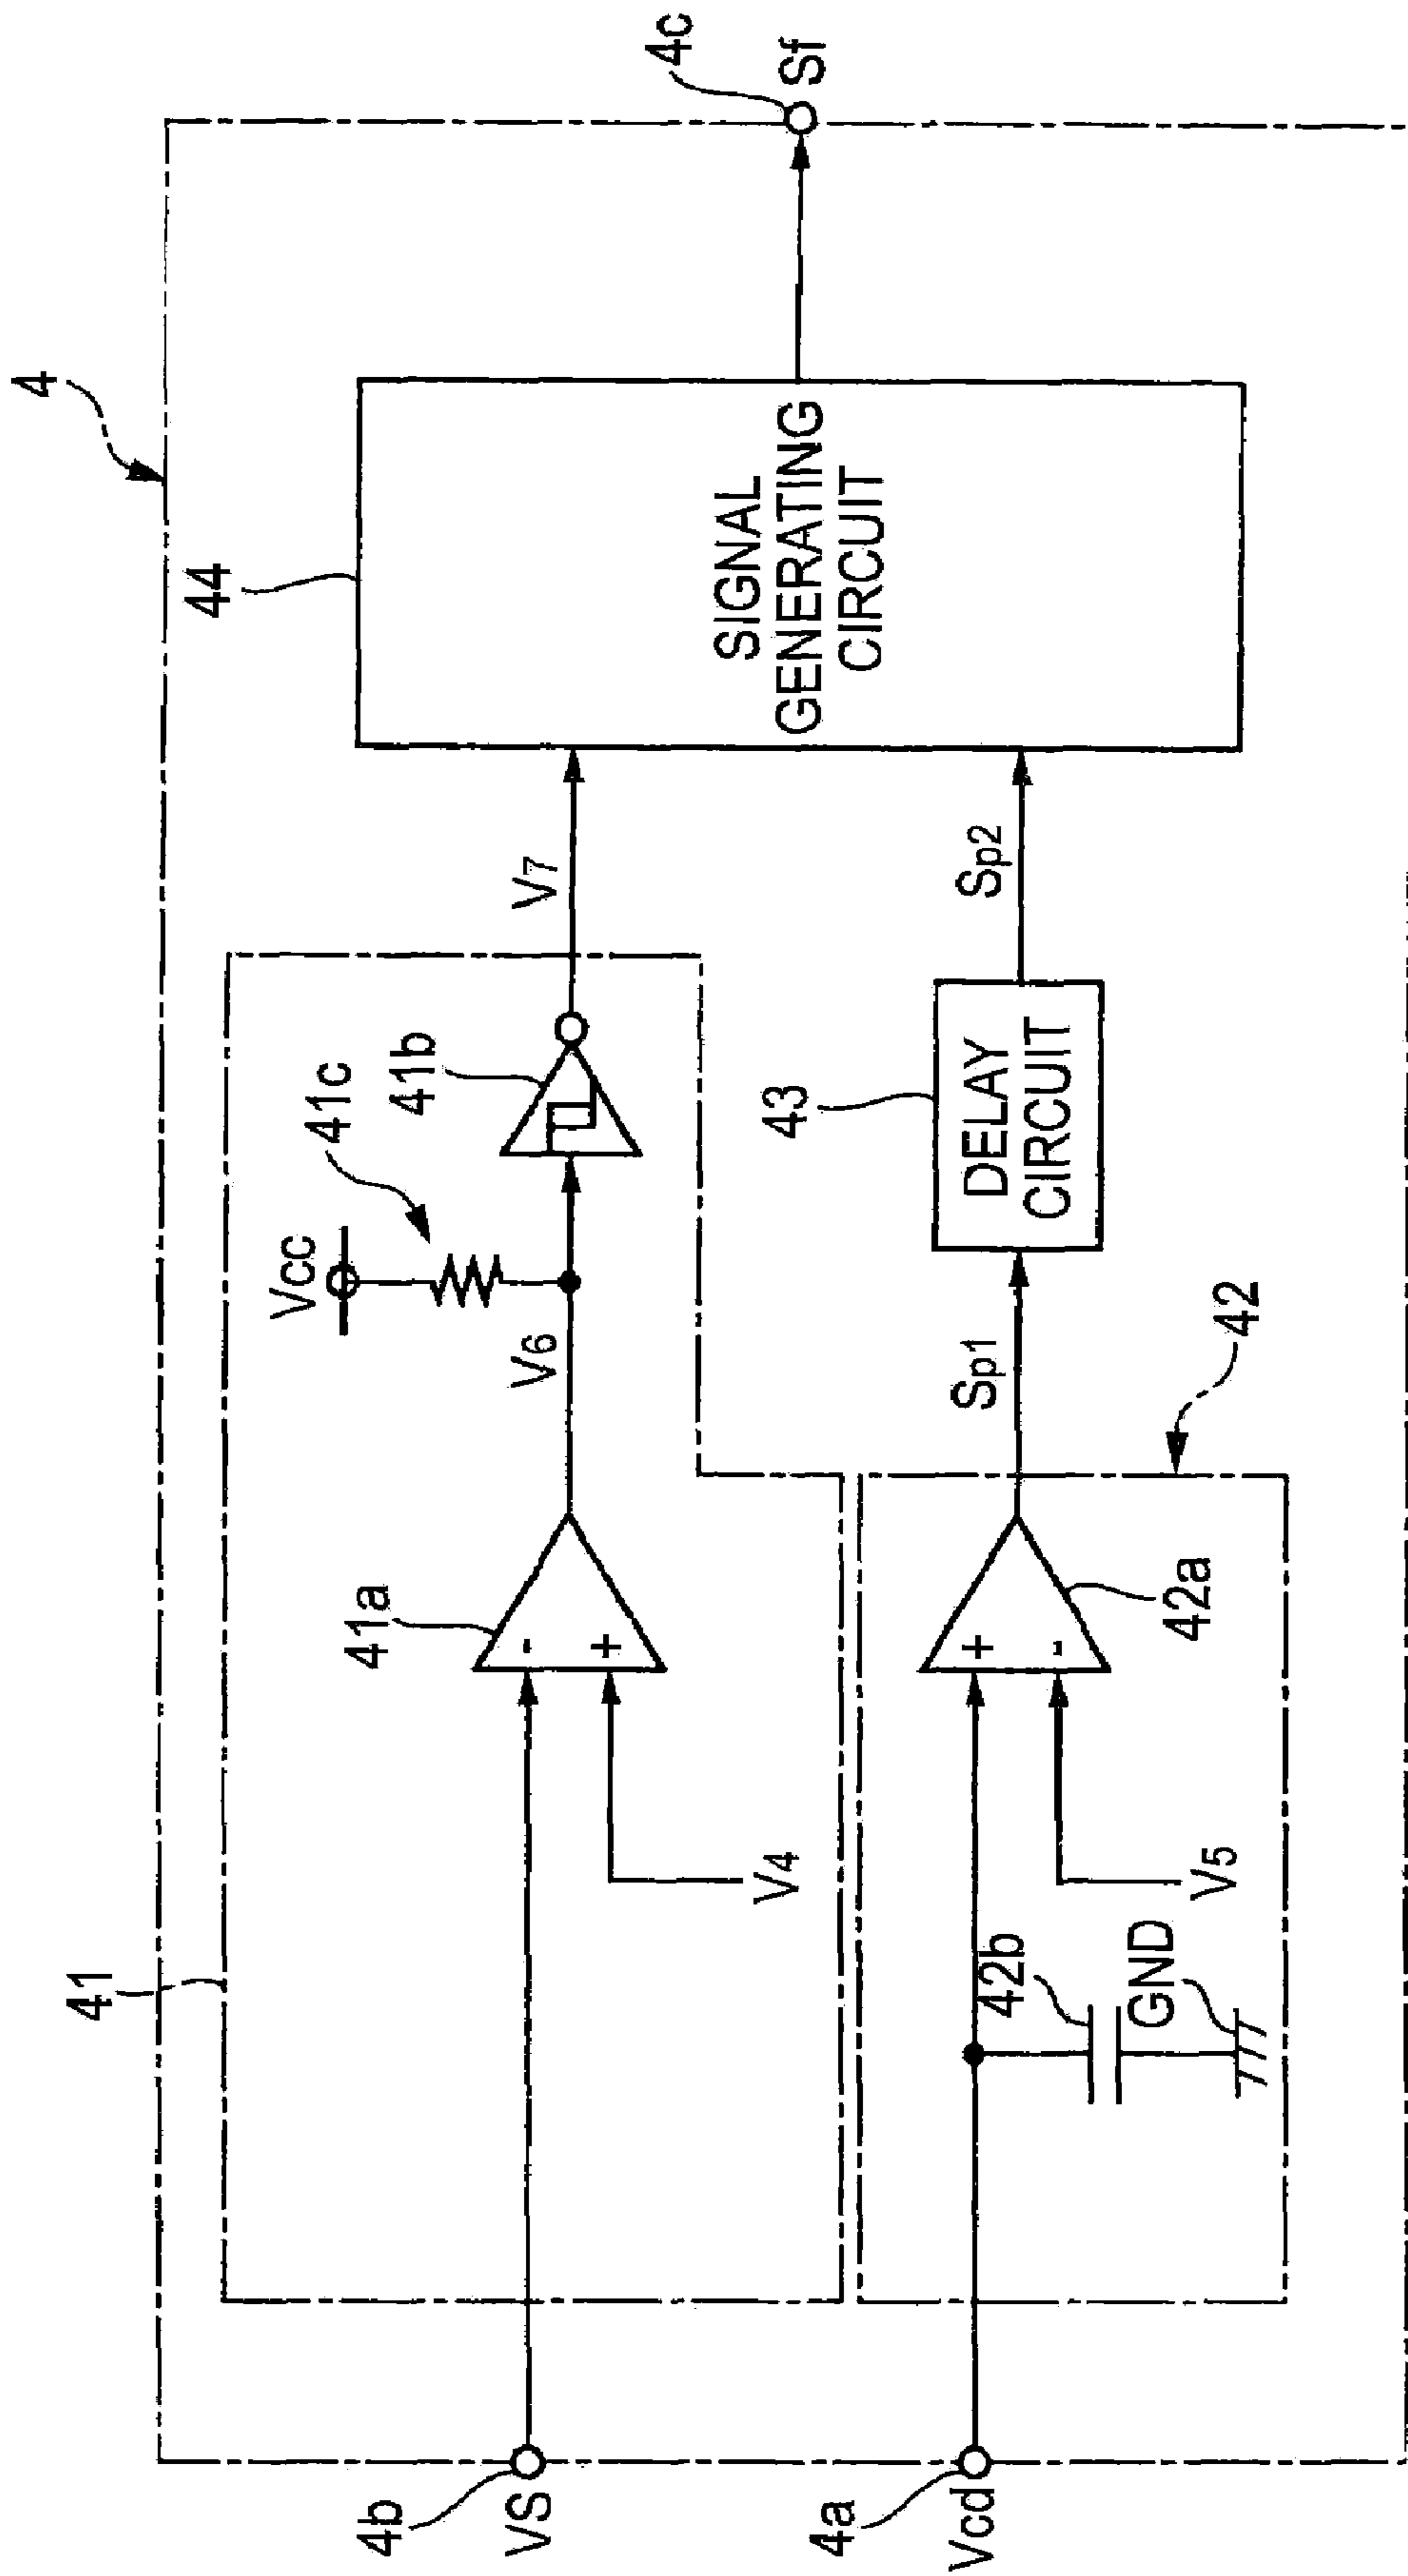 4
41
44
41a
41c
41b
Vcc
V6
V7
4b
VS
V4
SIGNAL
GENERATING
CIRCUIT
4c
Sf
4a
Vcd
42b
GND
V5
+
-
-
+
42a
Sp1
42
43
DELAY
CIRCUIT
Sp2